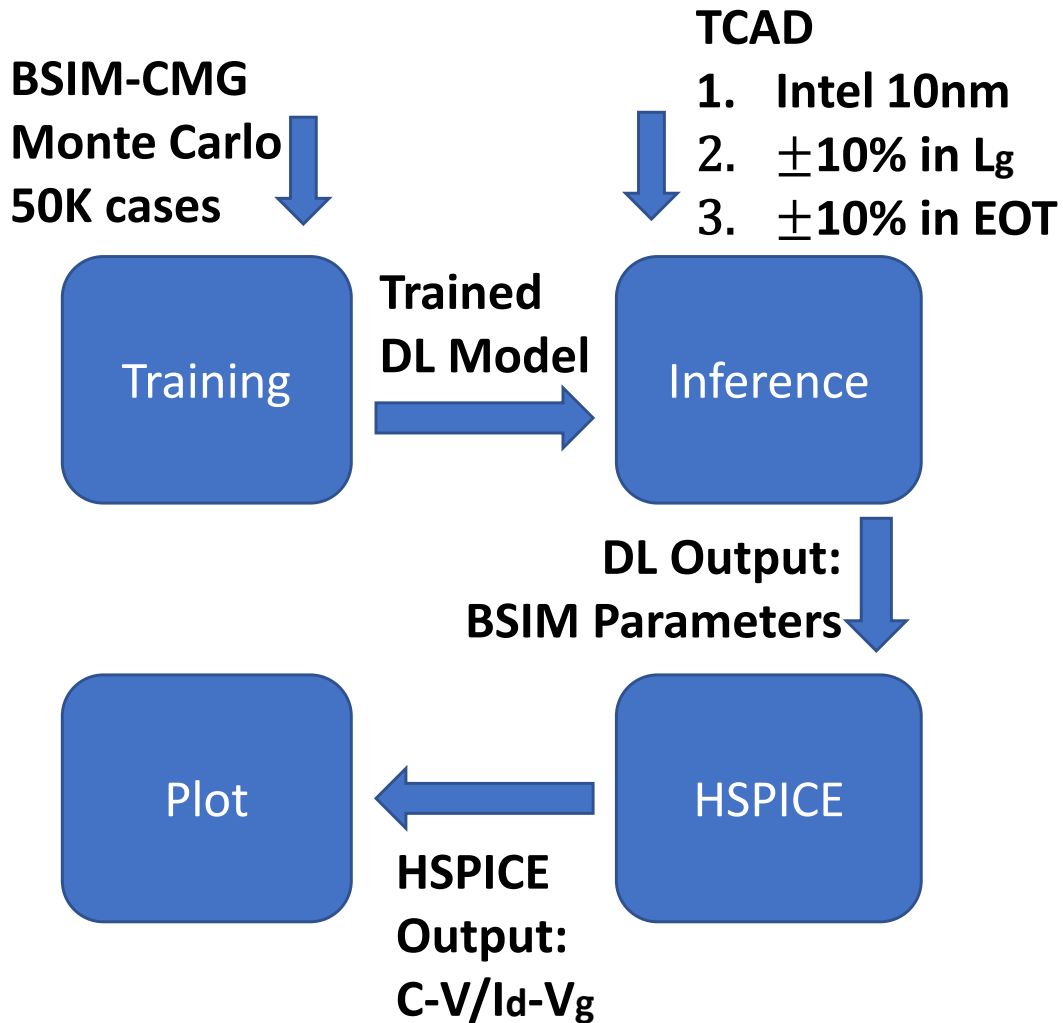 BSIM-CMG
Monte Carlo
50K cases
TCAD
1. Intel 10nm
2. ±10% in Lg
3. ±10% in EOT
Training
Trained
DL Model
Inference
DL Output:
BSIM Parameters
HSPICE
HSPICE
Output:
C-V/Id-Vg
Plot